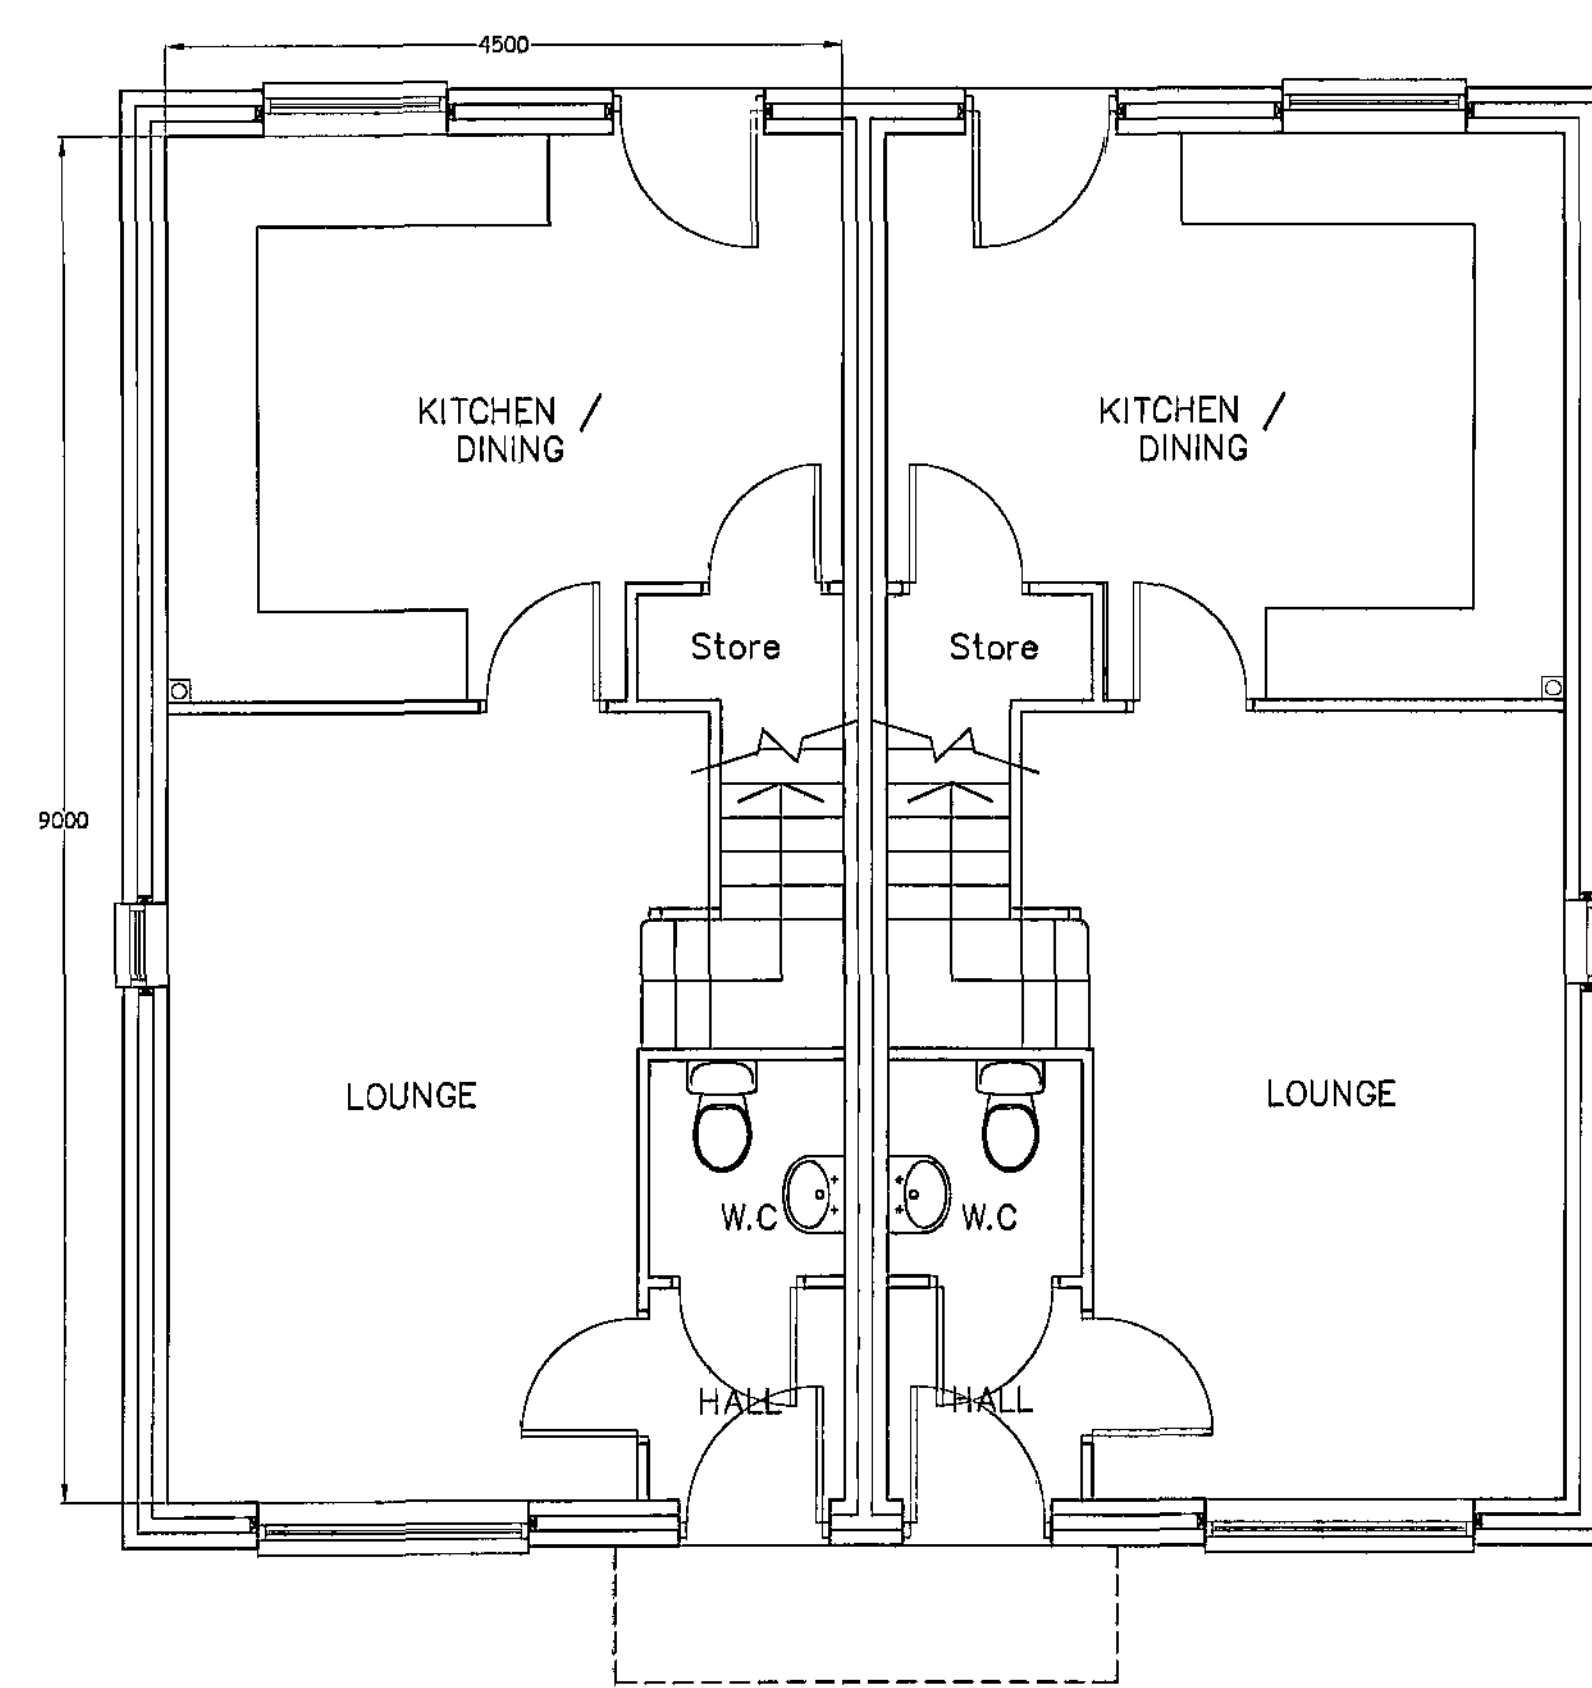 4500
KITCHEN /
DINING
KITCHEN /
DINING
Store
Store
9000
LOUNGE
LOUNGE
W.C
W.C
HALL
HALL